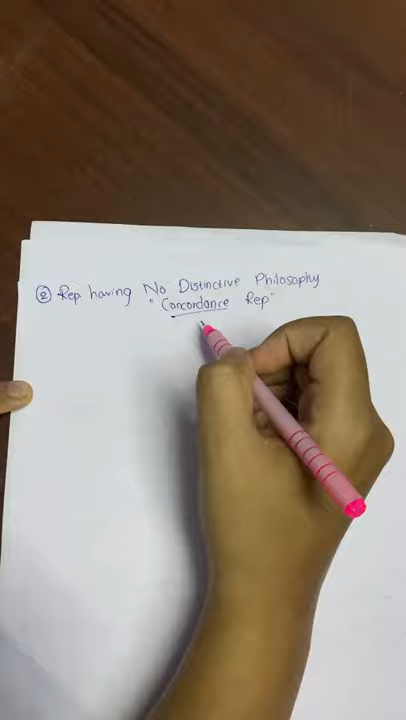 ② Rep having No Distinctive Philosophy
" Concordance Rep"